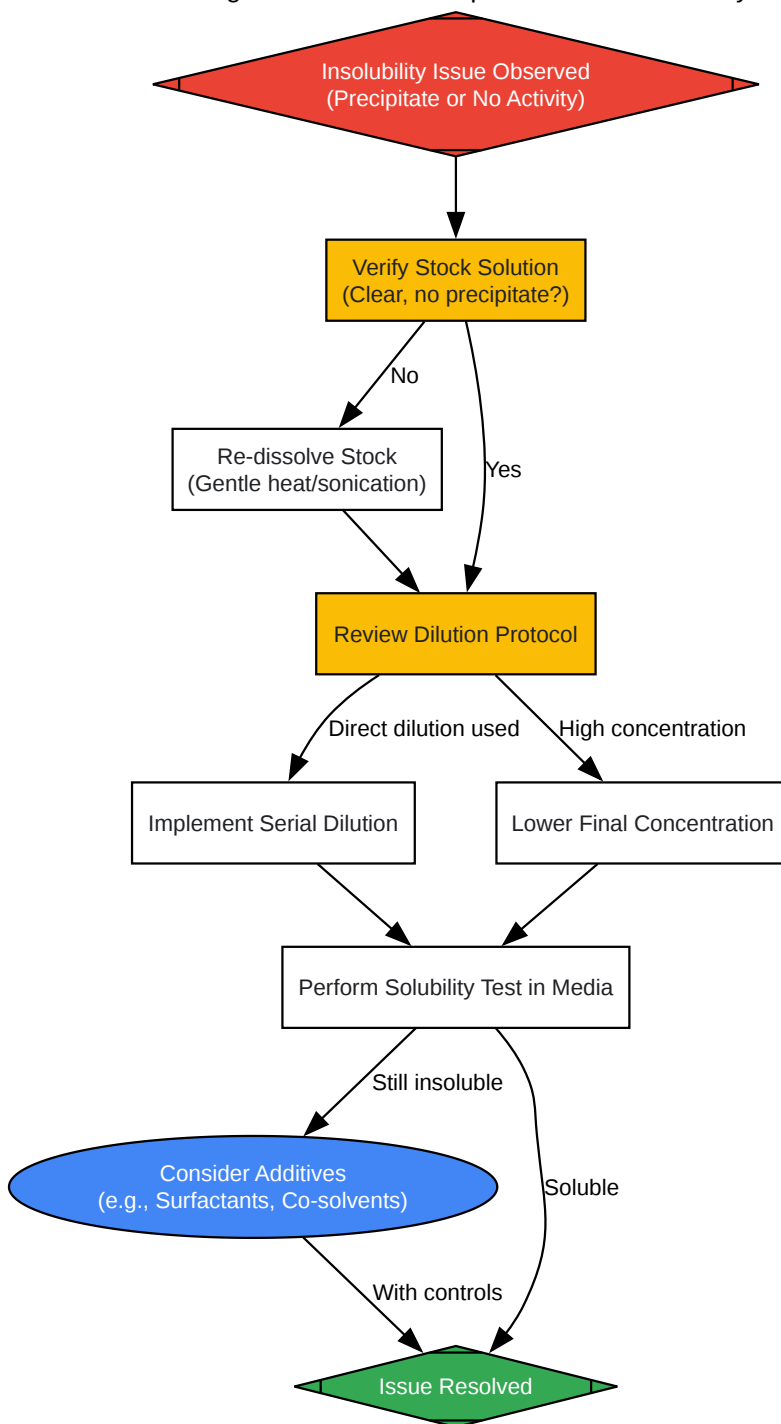 Insolubility Issue Observed
(Precipitate or No Activity)
Verify Stock Solution
(Clear, no precipitate?)
No
Re-dissolve Stock
(Gentle heat/sonication)
Yes
Review Dilution Protocol
Direct dilution used
High concentration
Implement Serial Dilution
Lower Final Concentration
Perform Solubility Test in Media
Still insoluble
Consider Additives
(e.g., Surfactants, Co-solvents)
Soluble
With controls
Issue Resolved